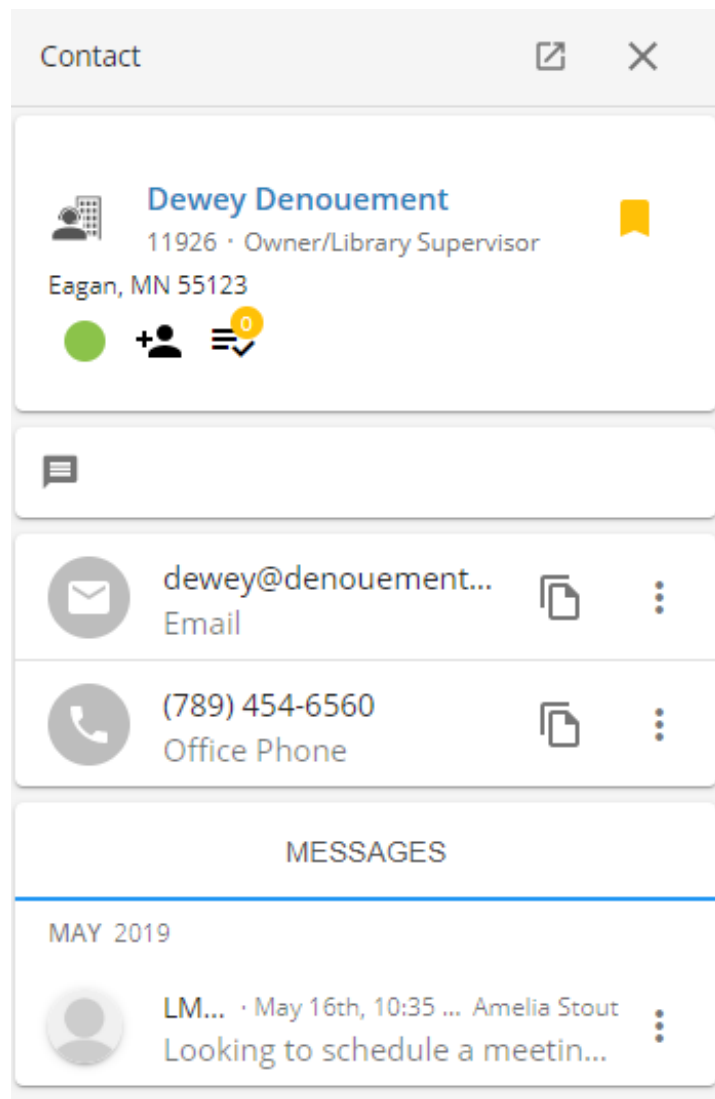 Contact
Dewey Denouement
11926 · Owner/Library Supervisor
Eagan, MN 55123
0
dewey@denouement...
Email
(789) 454-6560
Office Phone
MESSAGES
MAY 2019
LM... · May 16th, 10:35 ... Amelia Stout
Looking to schedule a meetin...